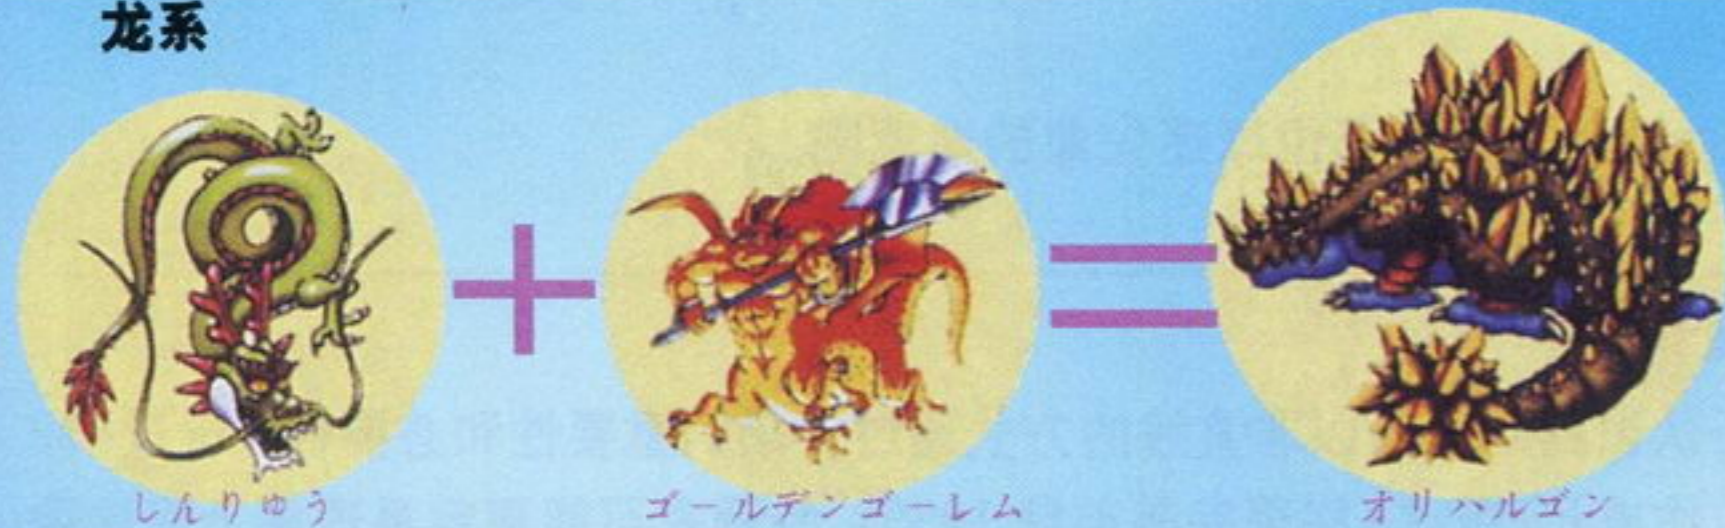 龙系
しんりゅう
ゴールデンゴーレム
オリハルゴン